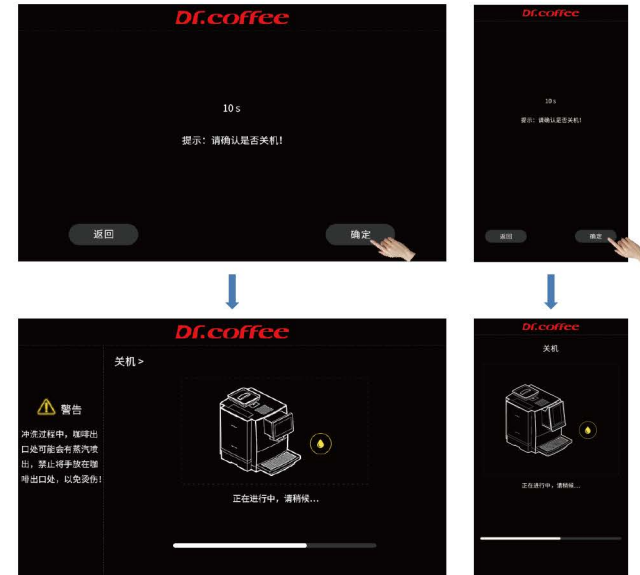 Dr.coffee
10 s
提示：请确认是否关机！
返回
确定
Dr.coffee
10 s
提示：请确认是否关机！
返回
确定
Dr.coffee
关机 >
警告
冲洗过程中，咖啡出
口处可能会有蒸汽喷
出，禁止将手放在咖
啡出口处，以免烫伤！
正在进行中，请稍候...
Dr.coffee
关机
正在进行中，请稍候...